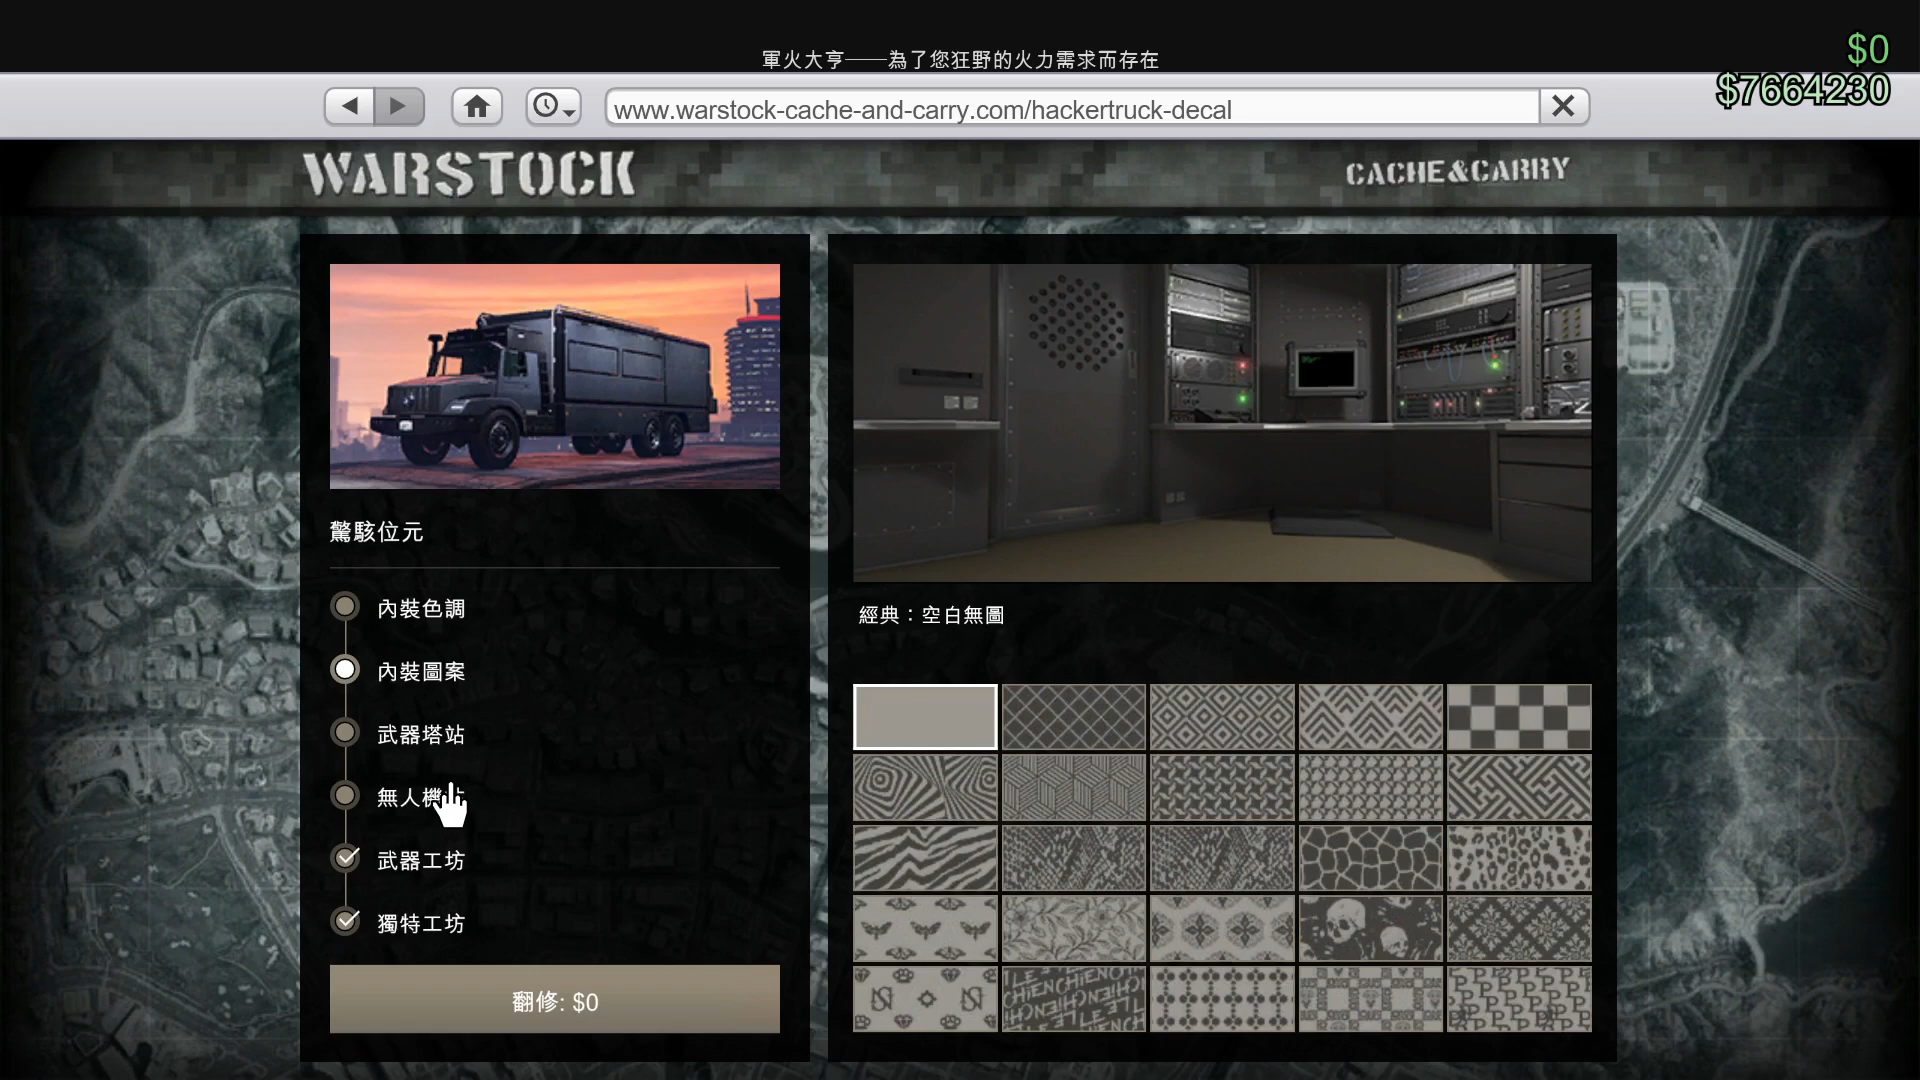 軍火大亨——為了您狂野的火力需求而存在
$0
$7664230
www.warstock-cache-and-carry.com/hackertruck-decal
WARSTOCK
CACHE&CARRY
驚駭位元
內裝色調
內裝圖案
武器塔站
無人機
武器工坊
獨特工坊
翻修: $0
經典：空白無圖